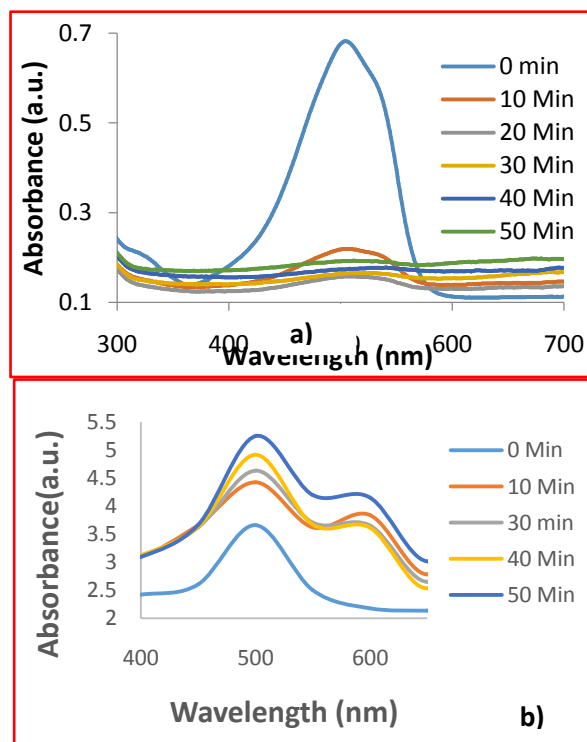 0.7
0.5
0.3
0.1
Absorbance (a.u.)
0 min
10 Min
20 Min
30 Min
40 Min
50 Min
300 400 600 700
a)
Wavelength (nm)
5.5
5
4.5
4
3.5
3
2.5
2
Absorbance(a.u.)
0 Min
10 Min
30 min
40 Min
50 Min
400 500 600
Wavelength (nm)
b)